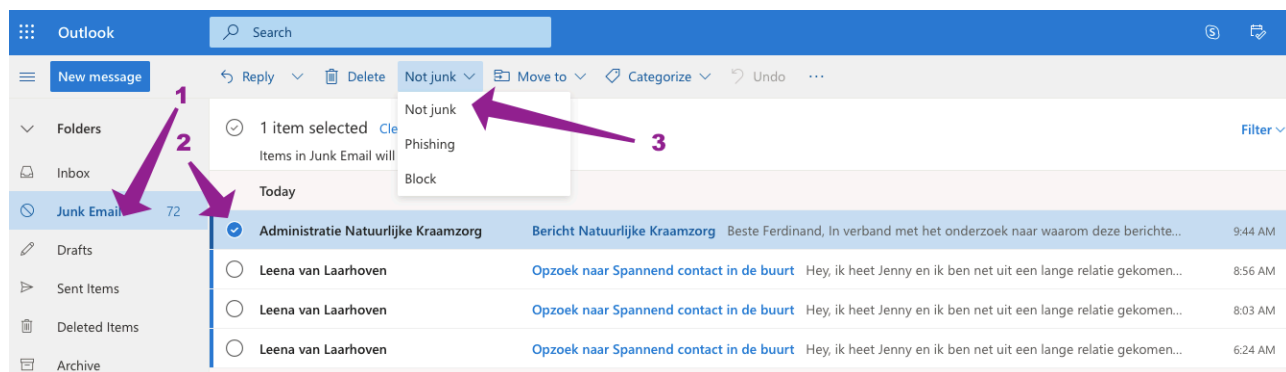 Outlook Search
New message Reply Delete Not junk Move to Categorize Undo ...
1
Folders 1 item selected Cle Not junk Filter
2 Phishing 3
Items in Junk Email will
Inbox Block
Today
Junk Email 72
Administratie Natuurlijke Kraamzorg Bericht Natuurlijke Kraamzorg Beste Ferdinand, In verband met het onderzoek naar waarom deze berichte... 9:44 AM
Drafts
Leena van Laarhoven Opzoek naar Spannend contact in de buurt Hey, ik heet Jenny en ik ben net uit een lange relatie gekomen... 8:56 AM
Sent Items
Leena van Laarhoven Opzoek naar Spannend contact in de buurt Hey, ik heet Jenny en ik ben net uit een lange relatie gekomen... 8:03 AM
Deleted Items
Leena van Laarhoven Opzoek naar Spannend contact in de buurt Hey, ik heet Jenny en ik ben net uit een lange relatie gekomen... 6:24 AM
Archive